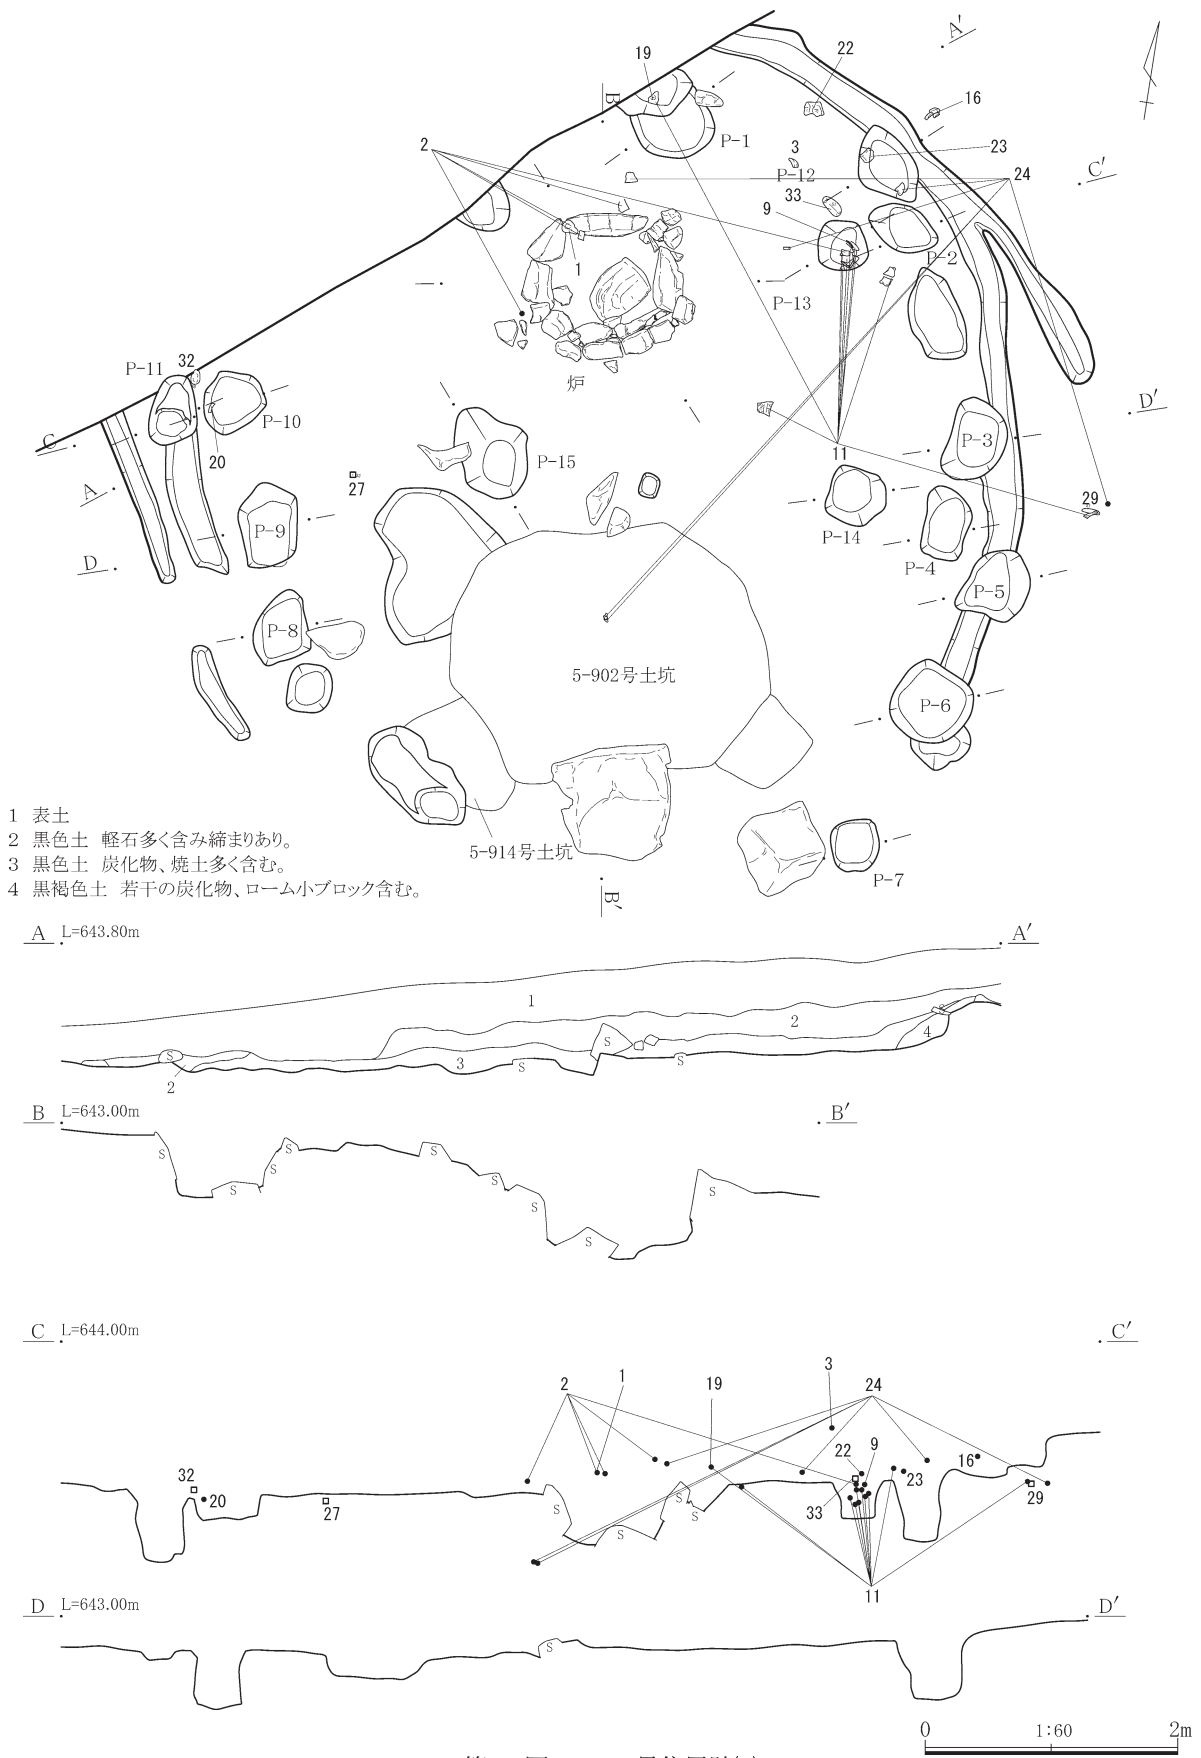 A′
19
22
B
16
P-1
2
3
23
P-12
24
C′
33
9
P-2
1
P-13
炉
P-11
32
D′
P-10
C
P-3
20
11
P-15
A
27
29
P-9
P-14
D
P-4
P-5
P-8
5-902号土坑
P-6
1 表土
2 黒色土 軽石多く含み締まりあり。
5-914号土坑
3 黒色土 炭化物、焼土多く含む。
P-7
4 黒褐色土 若干の炭化物、ローム小ブロック含む。
B′
A L=643.80m A′
1
2
4
S
S
3
S
S
2
B L=643.00m B′
S
S
S
S
S
S
S
S
S
C L=644.00m C′
3
2
1
19
24
22
9
16
32
23
20
27
33
29
S
S
S
11
D L=643.00m D′
S
0 1:60 2m